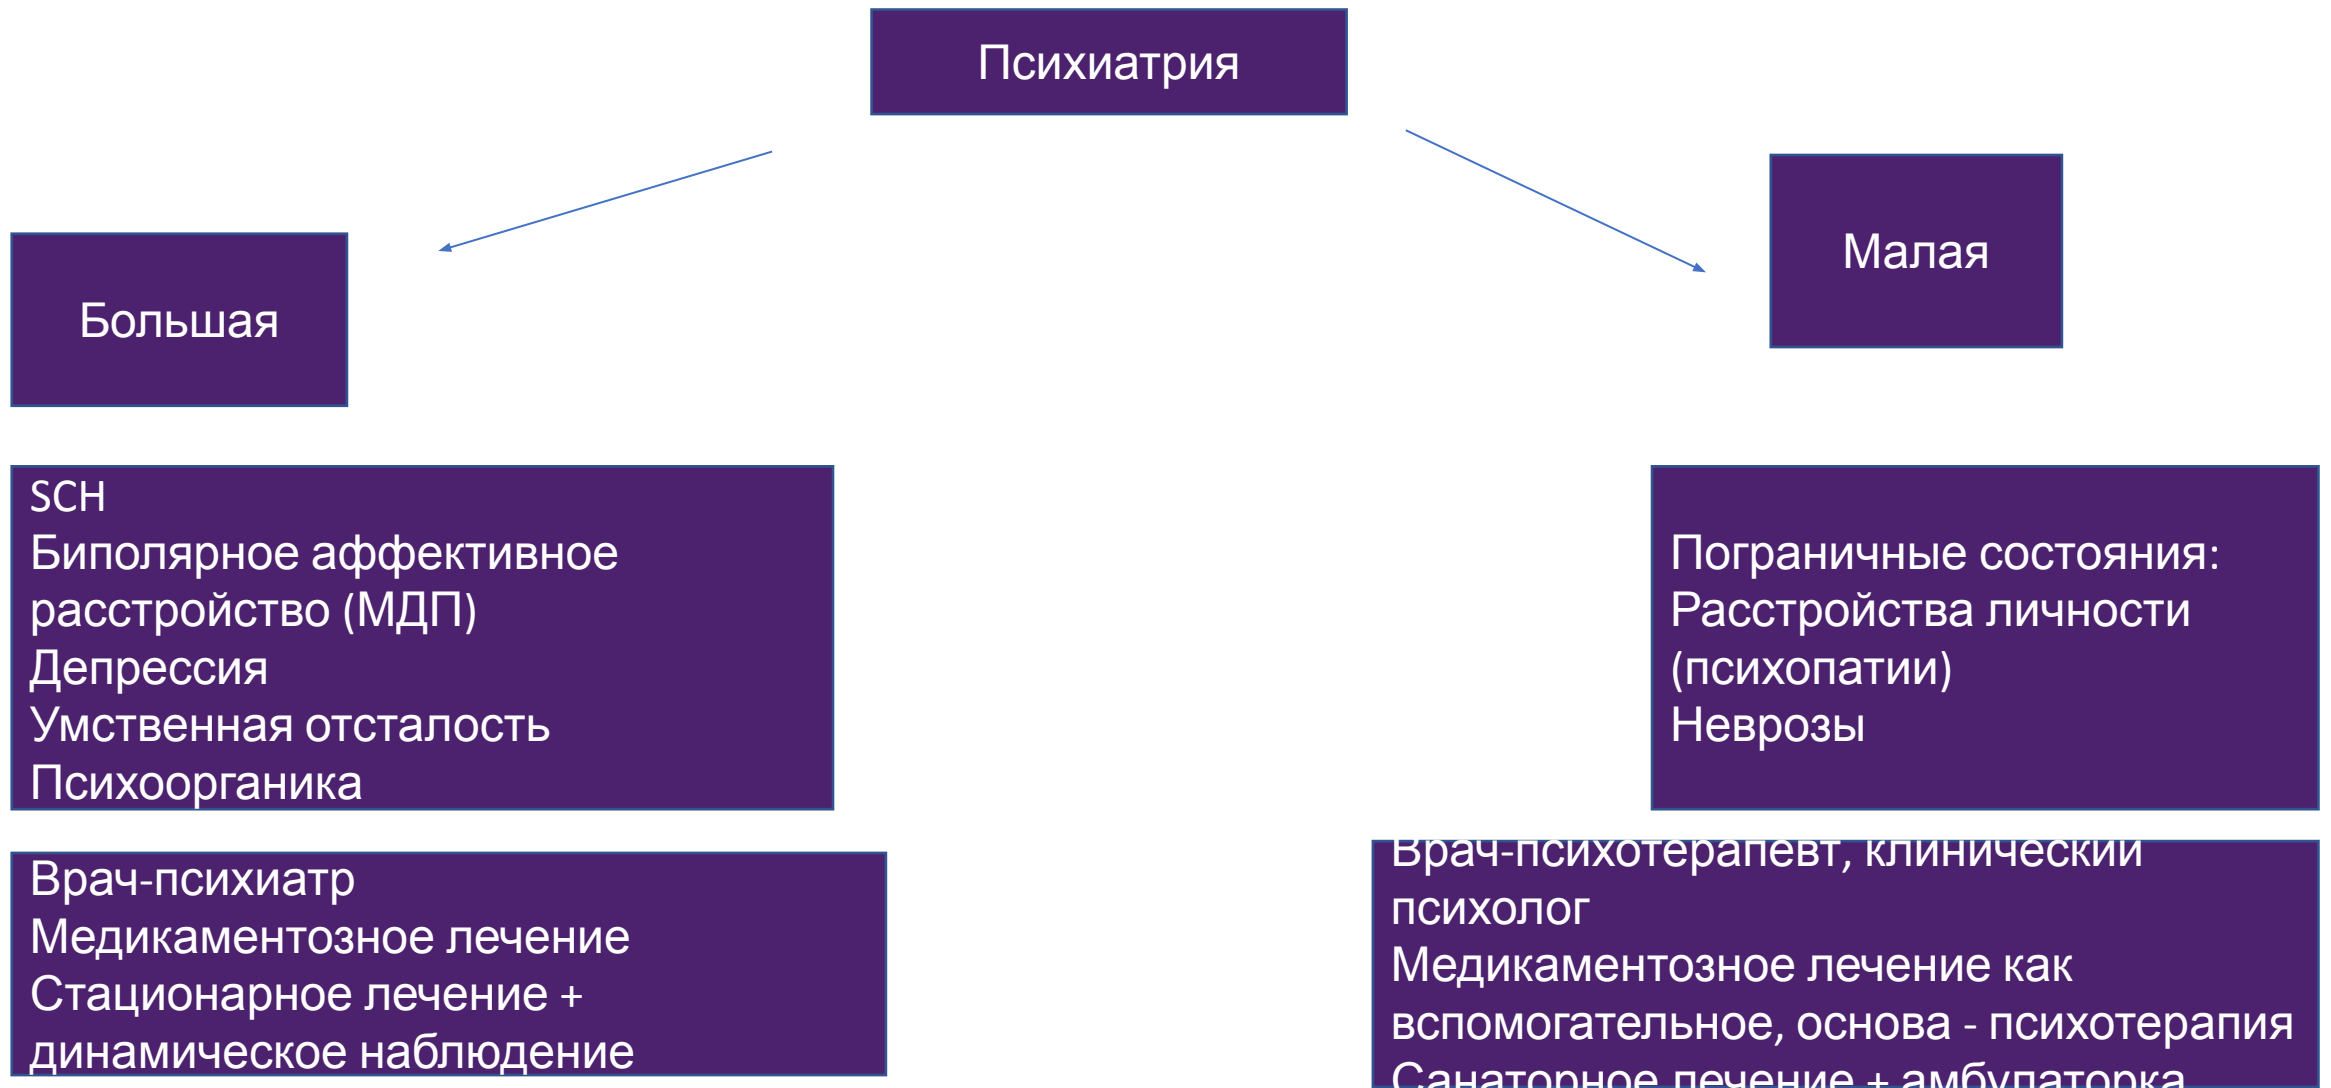 Психиатрия
Большая
Малая
SCH
Биполярное аффективное
расстройство (МДП)
Депрессия
Умственная отсталость
Психоорганика
Пограничные состояния:
Расстройства личности
(психопатии)
Неврозы
Врач-психиатр
Медикаментозное лечение
Стационарное лечение +
динамическое наблюдение
Врач-психотерапевт, клинический
психолог
Медикаментозное лечение как
вспомогательное, основа - психотерапия
Санаторное лечение + амбулаторка